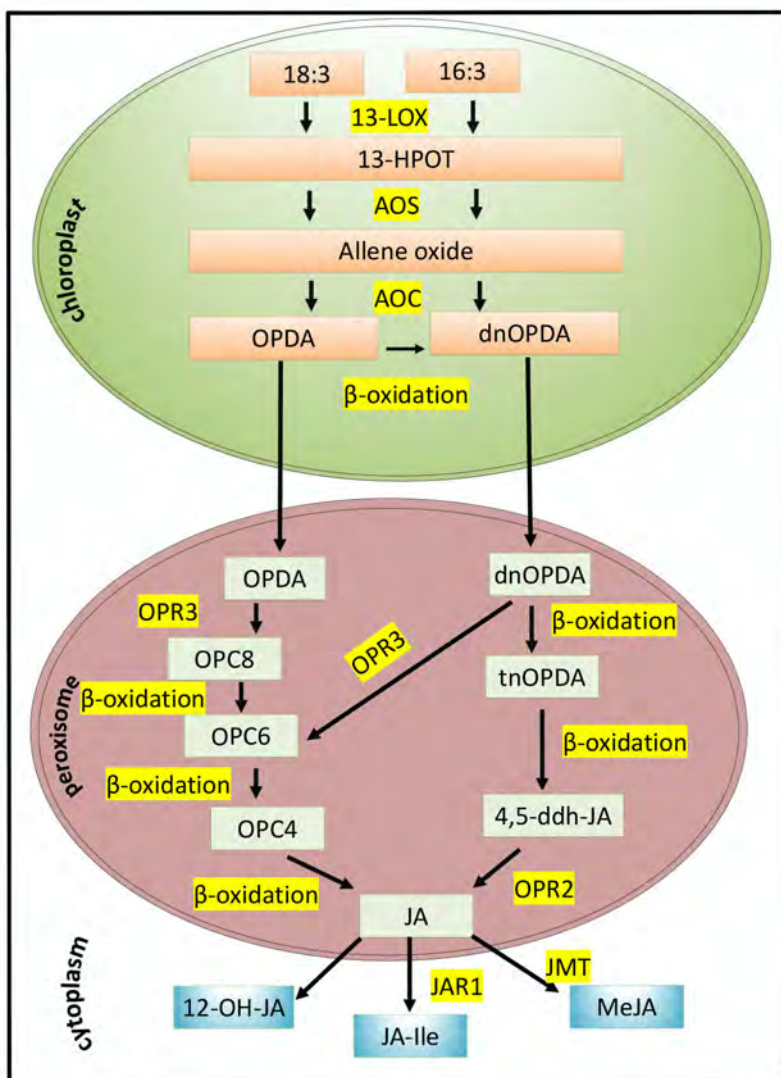 18:3
16:3
13-LOX
13-HPOT
AOS
Allene oxide
AOC
OPDA
dnOPDA
β-oxidation
chloroplast
OPDA
dnOPDA
OPR3
β-oxidation
OPC8
OPR3
tnOPDA
β-oxidation
OPC6
β-oxidation
β-oxidation
OPC4
4,5-ddh-JA
β-oxidation
OPR2
JA
Peroxisome
JMT
JAR1
12-OH-JA
MeJA
JA-Ile
cytoplasm